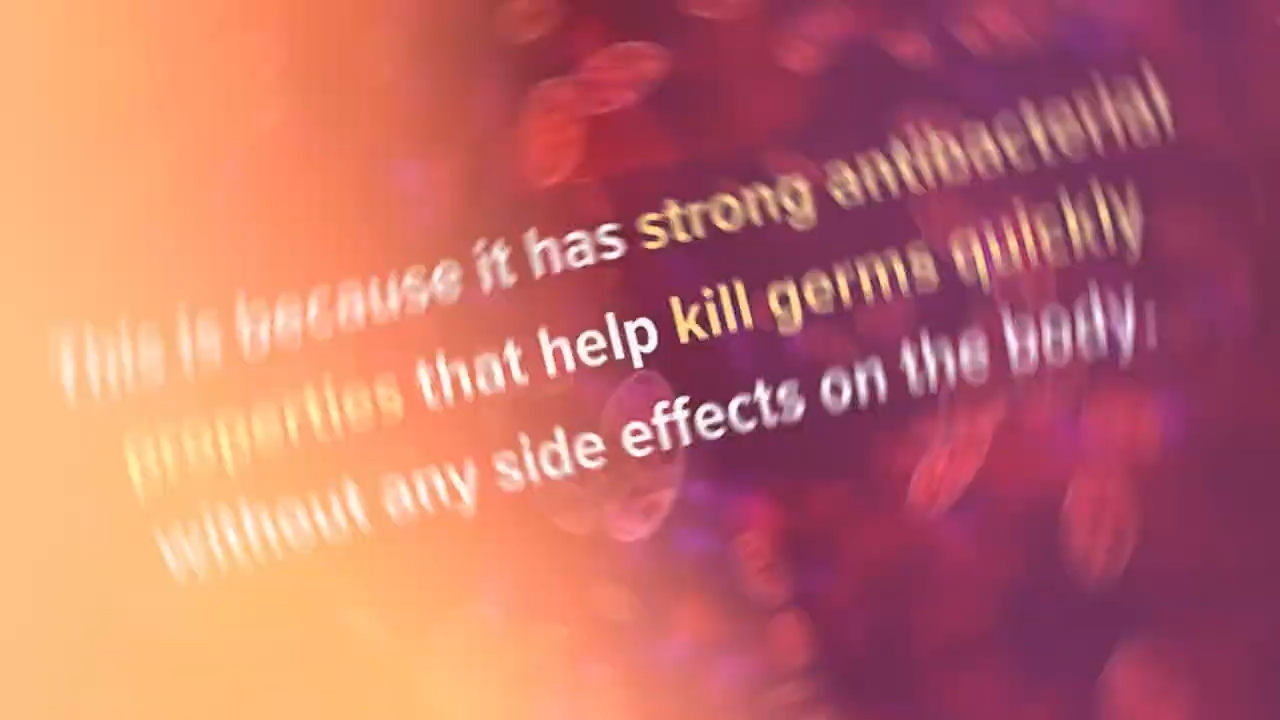 This is because it has strong antibacterial
properties that help kill germs quickly
without any side effects on the body.